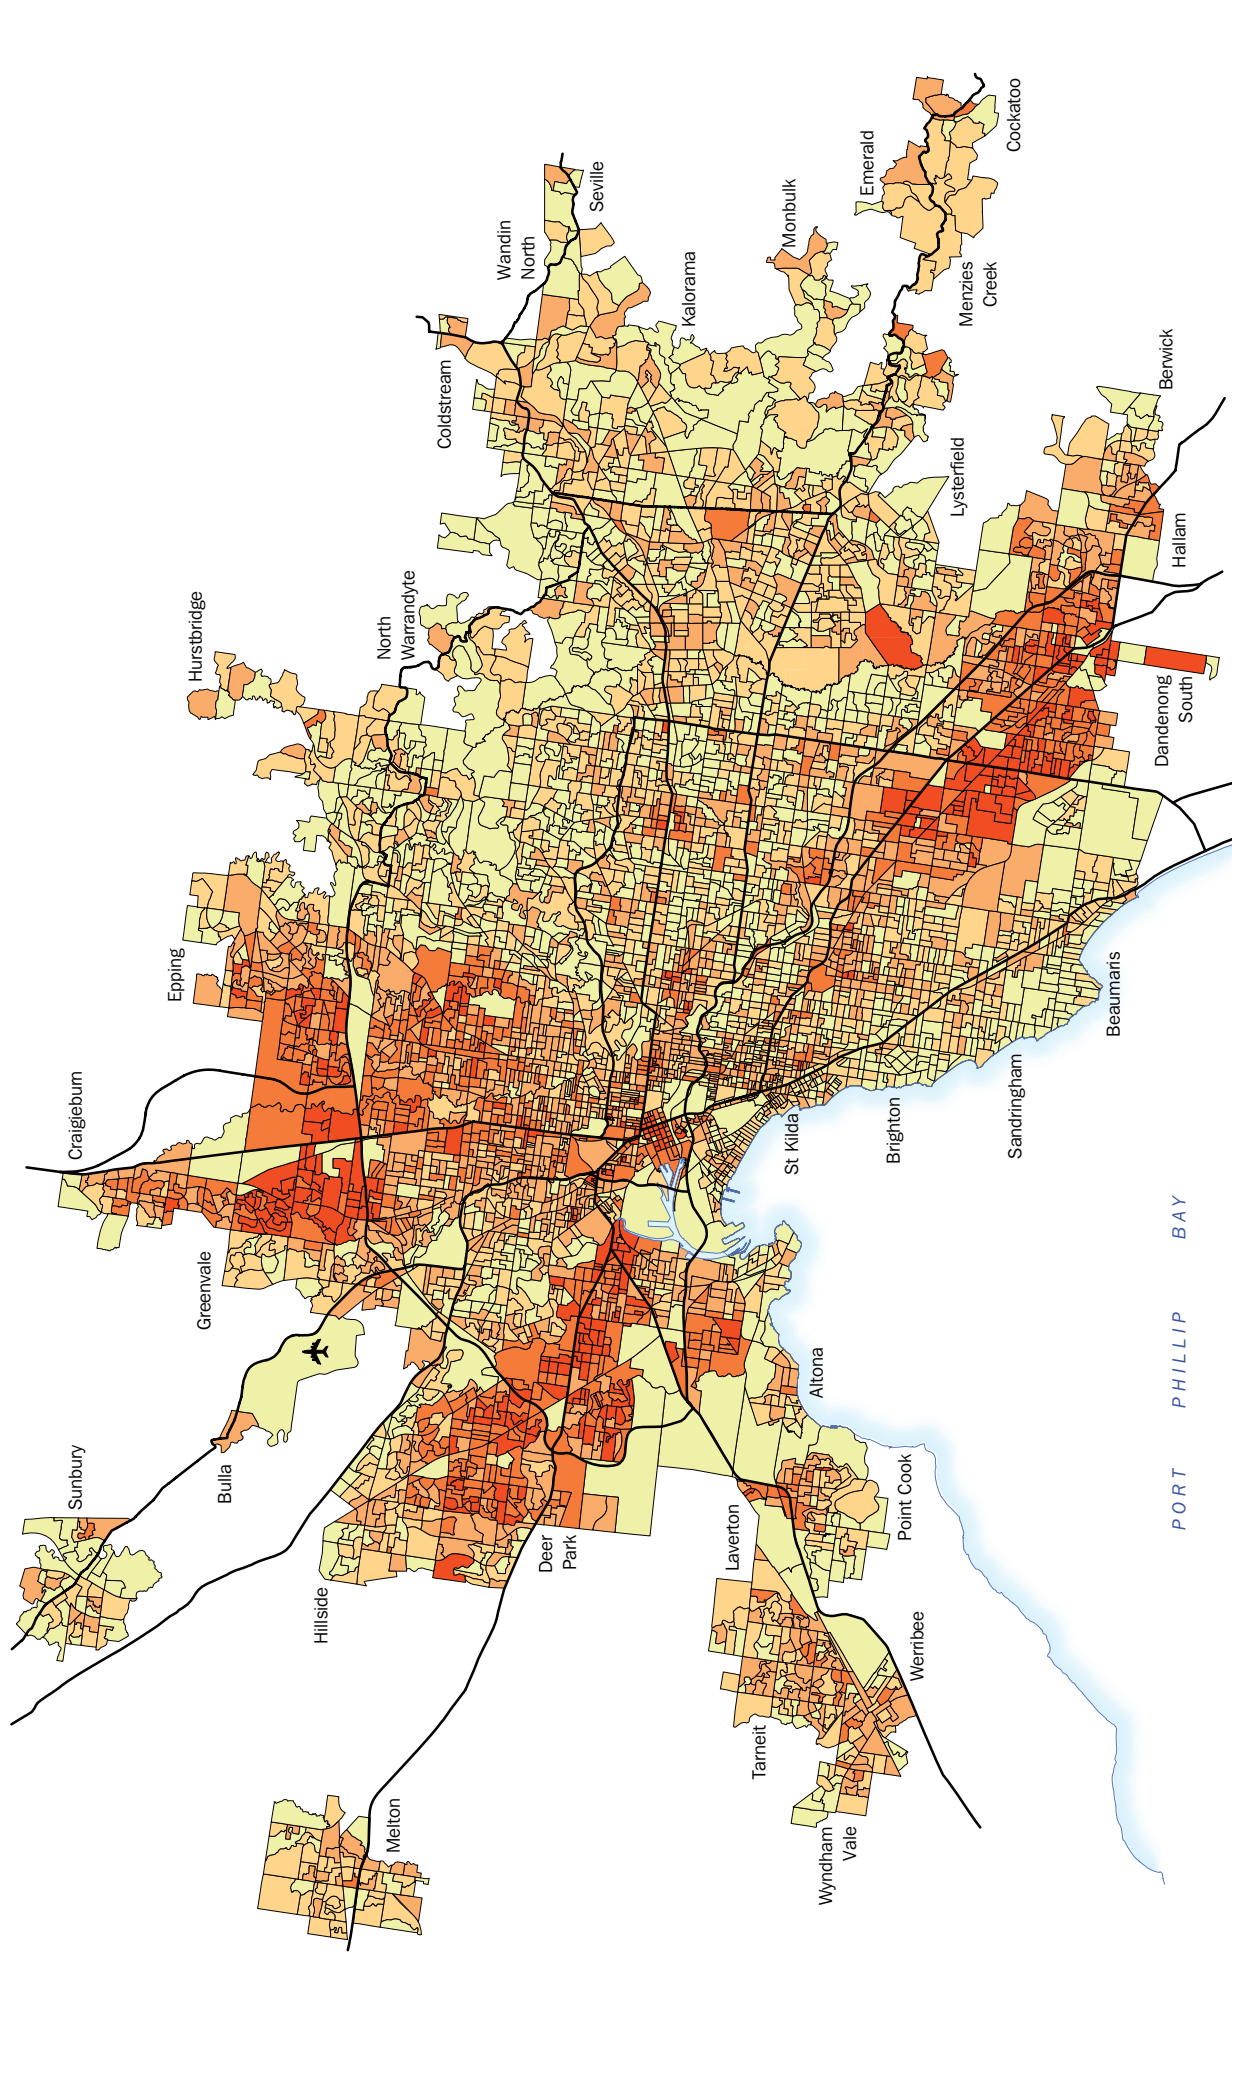 Sunbury
Bulla
Craigieburn
Greenvale
Epping
Hurstbridge
North
Warrandyte
Coldstream
Wandin
North
Seville
Kalorama
Monbulk
Emerald
Cockatoo
Menzies
Creek
Lysterfield
Berwick
Hallam
Dandenong
South
Beaumaris
Sandringham
Brighton
St Kilda
Altona
Point Cook
Laverton
Deer
Park
Hillside
Melton
Tarneit
Werribee
Wyndham
Vale
PORT PHILLIP BAY